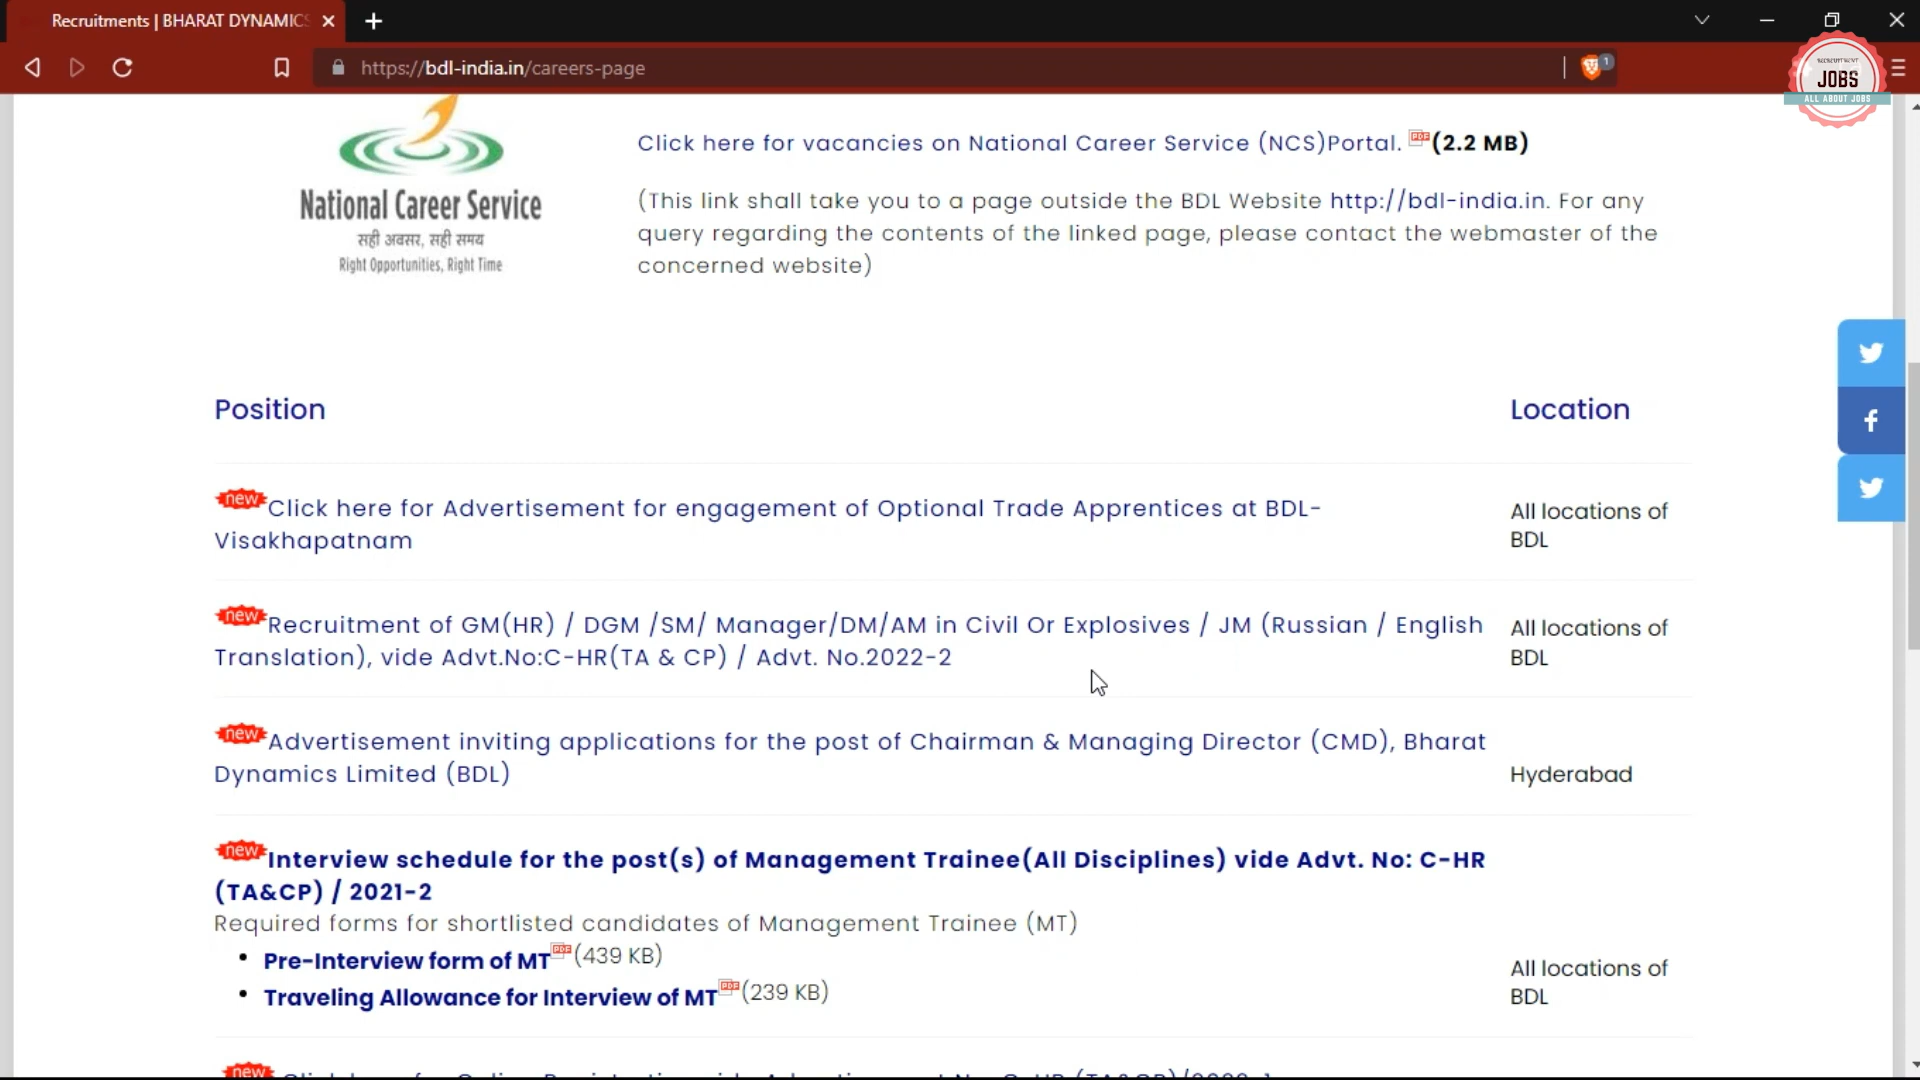 Recruitments | BHARAT DYNAMICS
https://bdl-india.in/careers-page
1
RECRUITMENT
JOBS
ALL ABOUT JOBS
National Career Service
सही अवसर, सही समय
Right Opportunities, Right Time
Click here for vacancies on National Career Service (NCS)Portal. PDF (2.2 MB)
(This link shall take you to a page outside the BDL Website http://bdl-india.in. For any
query regarding the contents of the linked page, please contact the webmaster of the
concerned website)
Position Location
new Click here for Advertisement for engagement of Optional Trade Apprentices at BDL-
Visakhapatnam
All locations of
BDL
new Recruitment of GM(HR) / DGM /SM/ Manager/DM/AM in Civil Or Explosives / JM (Russian / English
Translation), vide Advt.No:C-HR(TA & CP) / Advt. No.2022-2
All locations of
BDL
new Advertisement inviting applications for the post of Chairman & Managing Director (CMD), Bharat
Dynamics Limited (BDL)
Hyderabad
new Interview schedule for the post(s) of Management Trainee(All Disciplines) vide Advt. No: C-HR
(TA&CP) / 2021-2
Required forms for shortlisted candidates of Management Trainee (MT)
• Pre-Interview form of MT PDF (439 KB)
• Traveling Allowance for Interview of MT PDF (239 KB)
All locations of
BDL
new